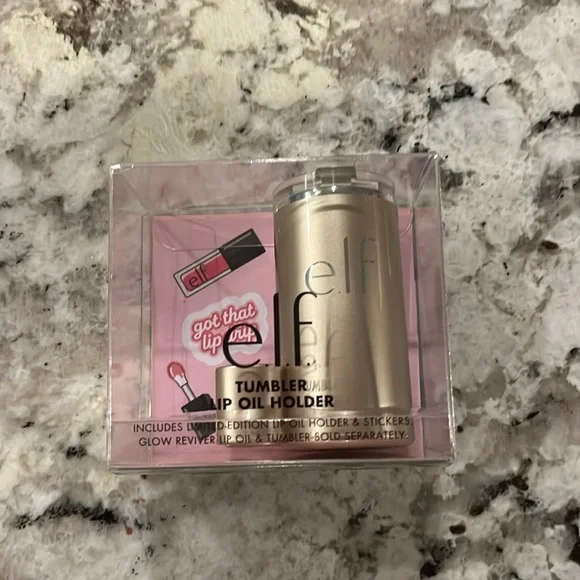 elf
e.l.f.
got that
lip drip
e.l.f.
TUMBLER
LIP OIL HOLDER
INCLUDES LIMITED-EDITION LIP OIL HOLDER & STICKERS.
GLOW REVIVER LIP OIL & TUMBLER SOLD SEPARATELY.